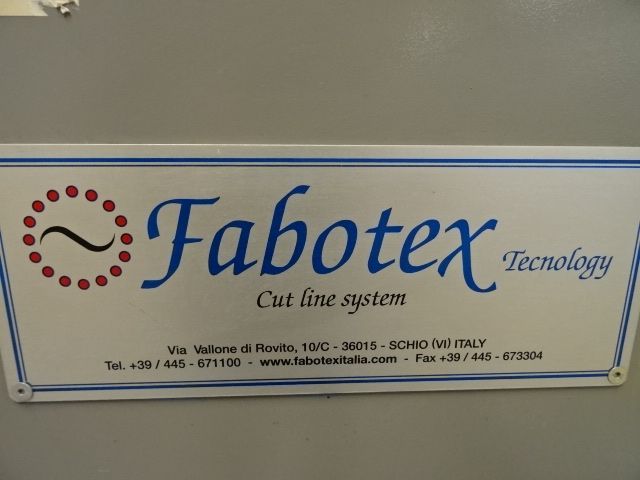 Fabotex Tecnology
Cut line system
Via Vallone di Rovito, 10/C - 36015 - SCHIO (VI) ITALY
Tel. +39 / 445 - 671100 - www.fabotexitalia.com - Fax +39 / 445 - 673304